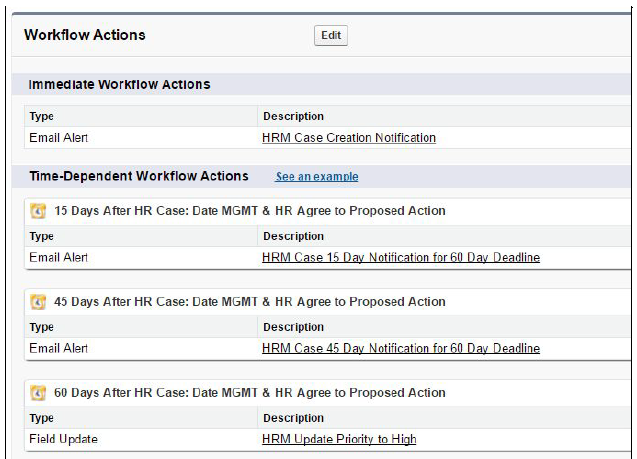 Workflow Actions Edit
Immediate Workflow Actions
Type Description
Email Alert HRM Case Creation Notification
Time-Dependent Workflow Actions See an example
15 Days After HR Case: Date MGMT & HR Agree to Proposed Action
Type Description
Email Alert HRM Case 15 Day Notification for 60 Day Deadline
45 Days After HR Case: Date MGMT & HR Agree to Proposed Action
Type Description
Email Alert HRM Case 45 Day Notification for 60 Day Deadline
60 Days After HR Case: Date MGMT & HR Agree to Proposed Action
Type Description
Field Update HRM Update Priority to High